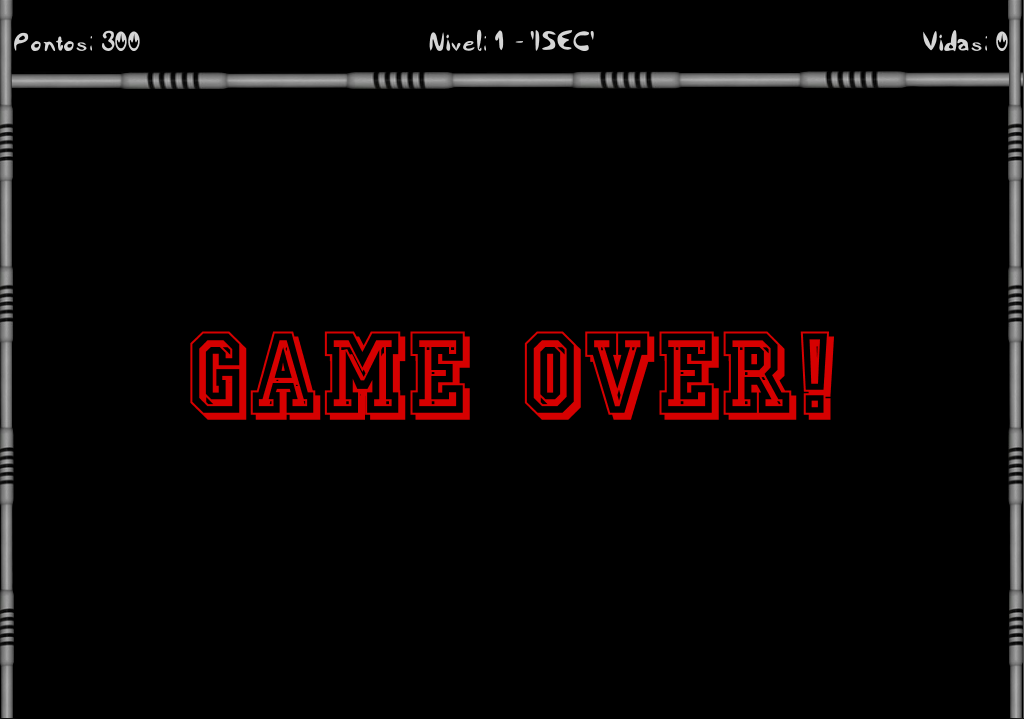 Pontos: 300
Nivel: 1 - 'ISEC'
Vidas: 0
GAME OVER!